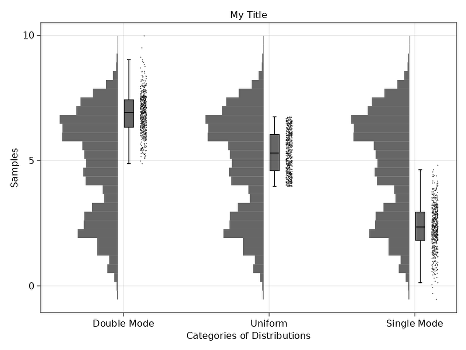 My Title
10
5
0
Samples
Double Mode
Uniform
Single Mode
Categories of Distributions